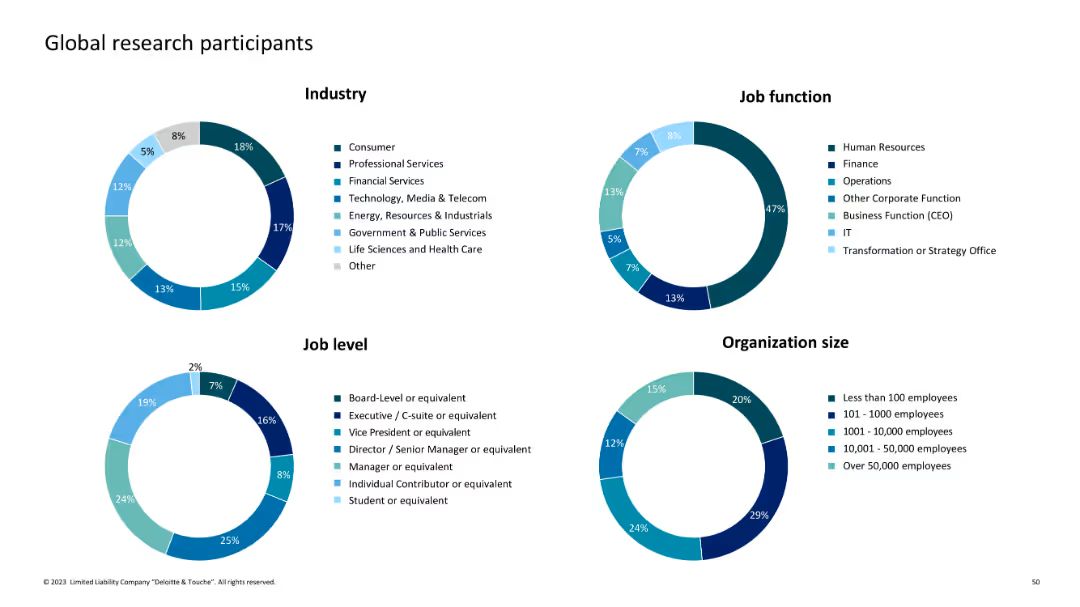 Global research participants
Industry
18%
17%
15%
13%
12%
12%
5%
8%
Consumer
Professional Services
Financial Services
Technology, Media & Telecom
Energy, Resources & Industrials
Government & Public Services
Life Sciences and Health Care
Other
Job function
47%
13%
7%
5%
13%
7%
8%
Human Resources
Finance
Operations
Other Corporate Function
Business Function (CEO)
IT
Transformation or Strategy Office
Job level
7%
16%
8%
25%
24%
19%
2%
Board-Level or equivalent
Executive / C-suite or equivalent
Vice President or equivalent
Director / Senior Manager or equivalent
Manager or equivalent
Individual Contributor or equivalent
Student or equivalent
Organization size
20%
29%
24%
12%
15%
Less than 100 employees
101 - 1000 employees
1001 - 10,000 employees
10,001 - 50,000 employees
Over 50,000 employees
© 2023 Limited Liability Company "Deloitte & Touche". All rights reserved.
50